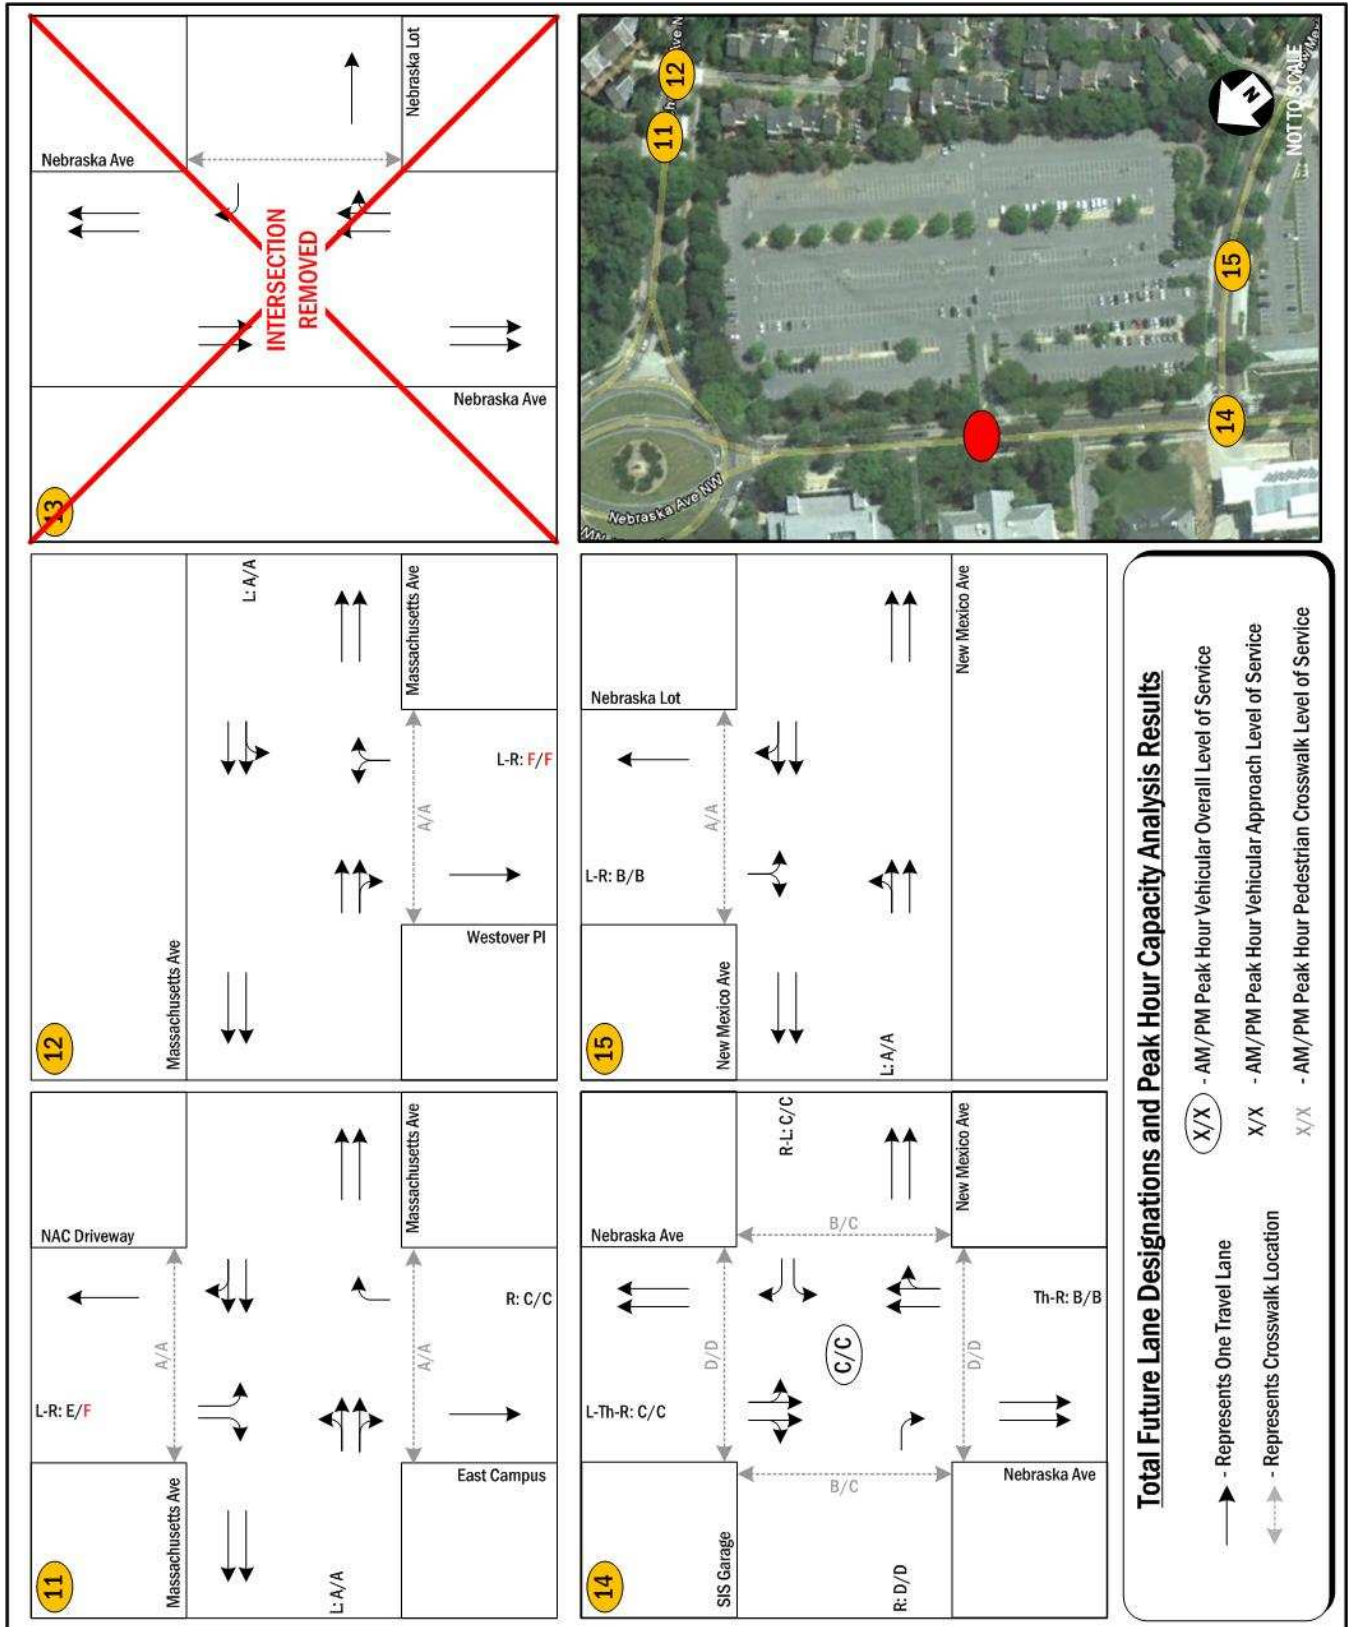 11
NAC Driveway
L-R: E/F
A/A
Massachusetts Ave
Massachusetts Ave
L: A/A
R: C/C
A/A
East Campus
12
Massachusetts Ave
L: A/A
Massachusetts Ave
L-R: F/F
A/A
Westover Pl
13
Nebraska Ave
Nebraska Lot
INTERSECTION
REMOVED
Nebraska Ave
14
Nebraska Ave
L-Th-R: C/C
D/D
SIS Garage
R-L: C/C
B/C
C/C
B/C
R: D/D
New Mexico Ave
Th-R: B/B
D/D
Nebraska Ave
15
Nebraska Lot
L-R: B/B
A/A
New Mexico Ave
L: A/A
New Mexico Ave
11
12
Nebraska Ave NW
14
15
N
NOT TO SCALE
Total Future Lane Designations and Peak Hour Capacity Analysis Results
- Represents One Travel Lane
- Represents Crosswalk Location
X/X - AM/PM Peak Hour Vehicular Overall Level of Service
X/X - AM/PM Peak Hour Vehicular Approach Level of Service
X/X - AM/PM Peak Hour Pedestrian Crosswalk Level of Service